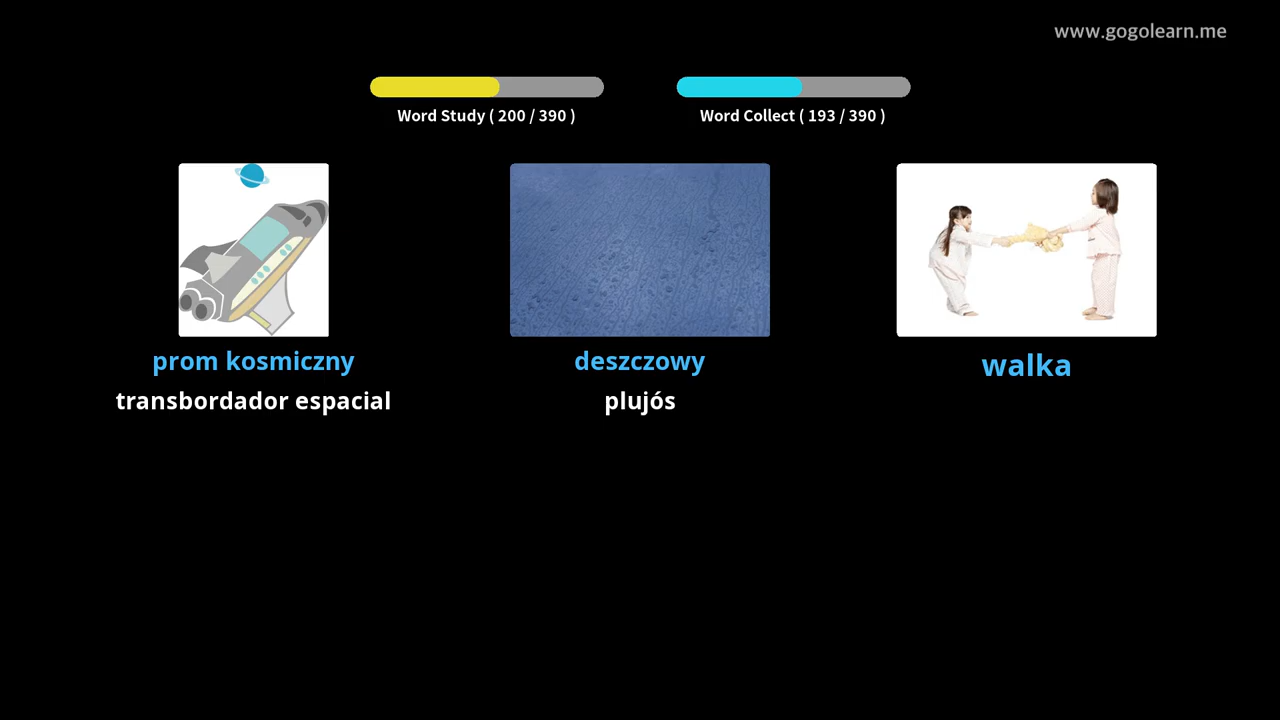 www.gogolearn.me
Word Study ( 200 / 390 )
Word Collect ( 193 / 390 )
prom kosmiczny
transbordador espacial
deszczowy
plujós
walka